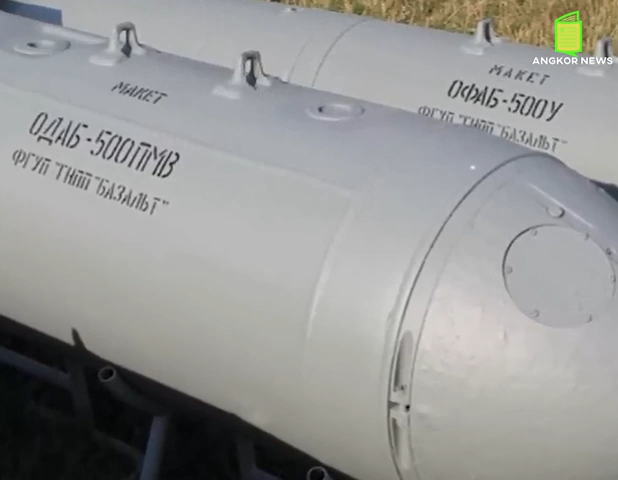 ANGKOR NEWS
МАКЕТ
ОФАБ-500У
ФГУП "ГНПП "БАЗАЛЬТ"
МАКЕТ
ОДАБ-500ПМВ
ФГУП "ГНПП "БАЗАЛЬТ"